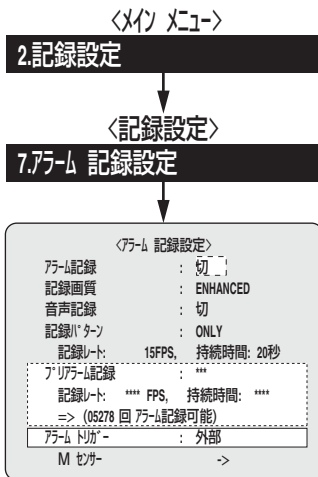 〈メイン メニュー〉
2.記録設定
〈記録設定〉
7.アラーム 記録設定
〈アラーム 記録設定〉
アラーム記録 : 切
記録画質 : ENHANCED
音声記録 : 切
記録パターン : ONLY
記録レート: 15FPS, 持続時間: 20秒
プリアラーム記録 : ***
記録レート: **** FPS, 持続時間: ****
=> (05278 回 アラーム記録可能)
アラーム トリガー : 外部
M センサー ->